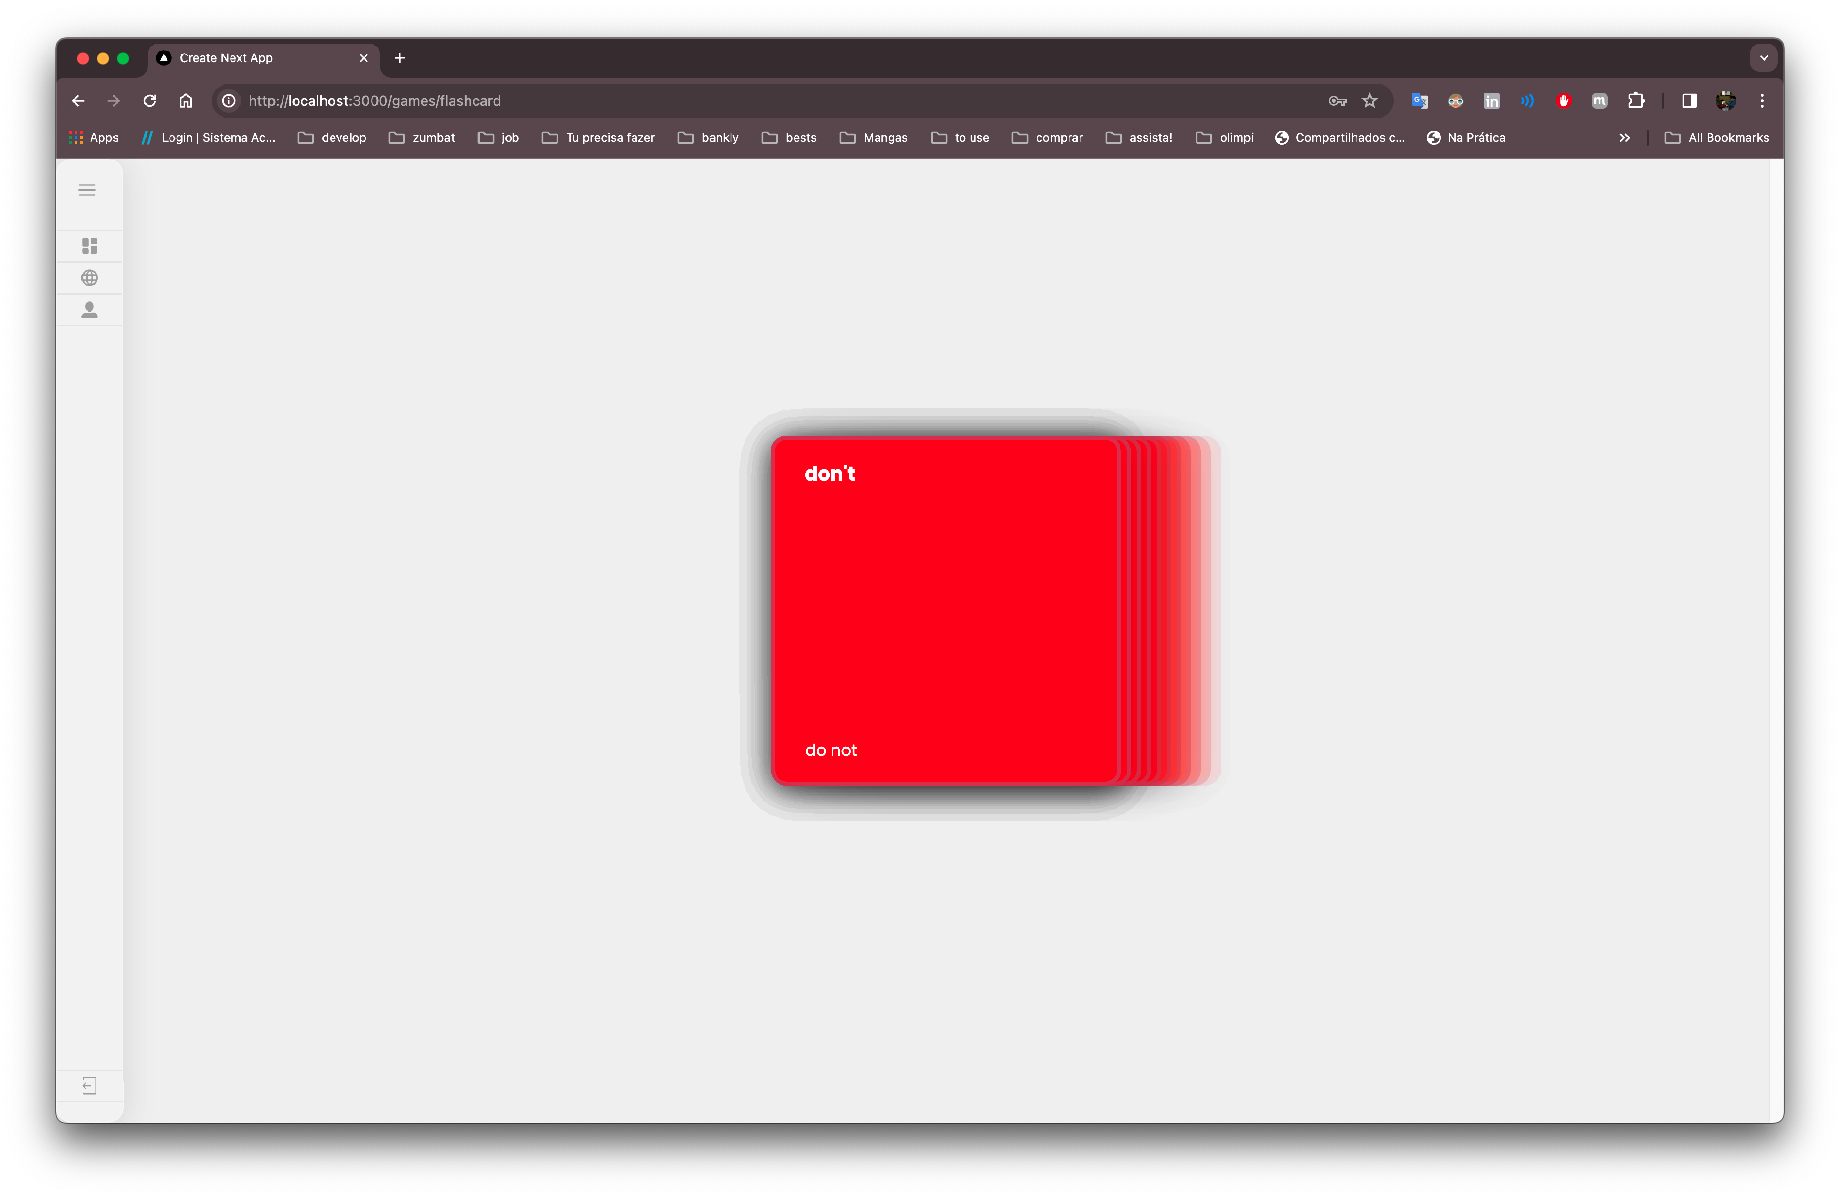 Create Next App
http://localhost:3000/games/flashcard
Apps
Login | Sistema Ac...
develop
zumbat
job
Tu precisa fazer
bankly
bests
Mangas
to use
comprar
assista!
olimpi
Compartilhados c...
Na Prática
All Bookmarks
don't
do not